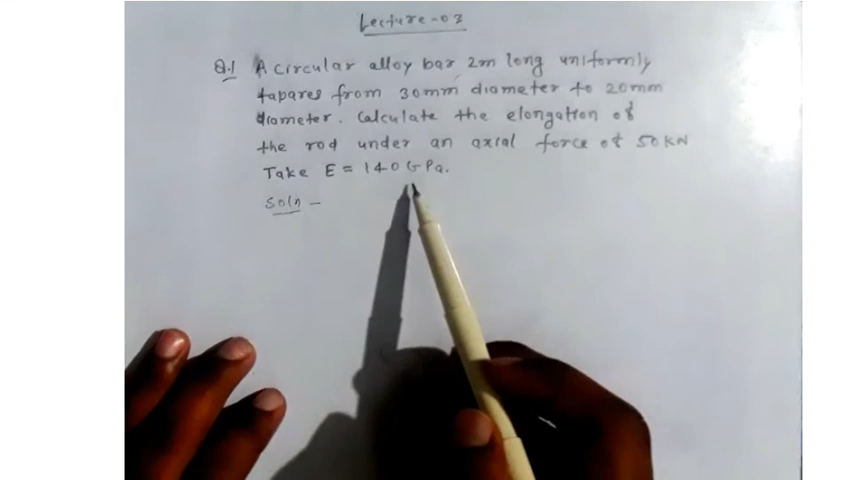 Lecture-03
Q.1 A circular alloy bar 2m long uniformly
tapares from 30mm diameter to 20mm
diameter. Calculate the elongation of
the rod under an axial force of 50KN
Take E = 140 GPa.
Soln -